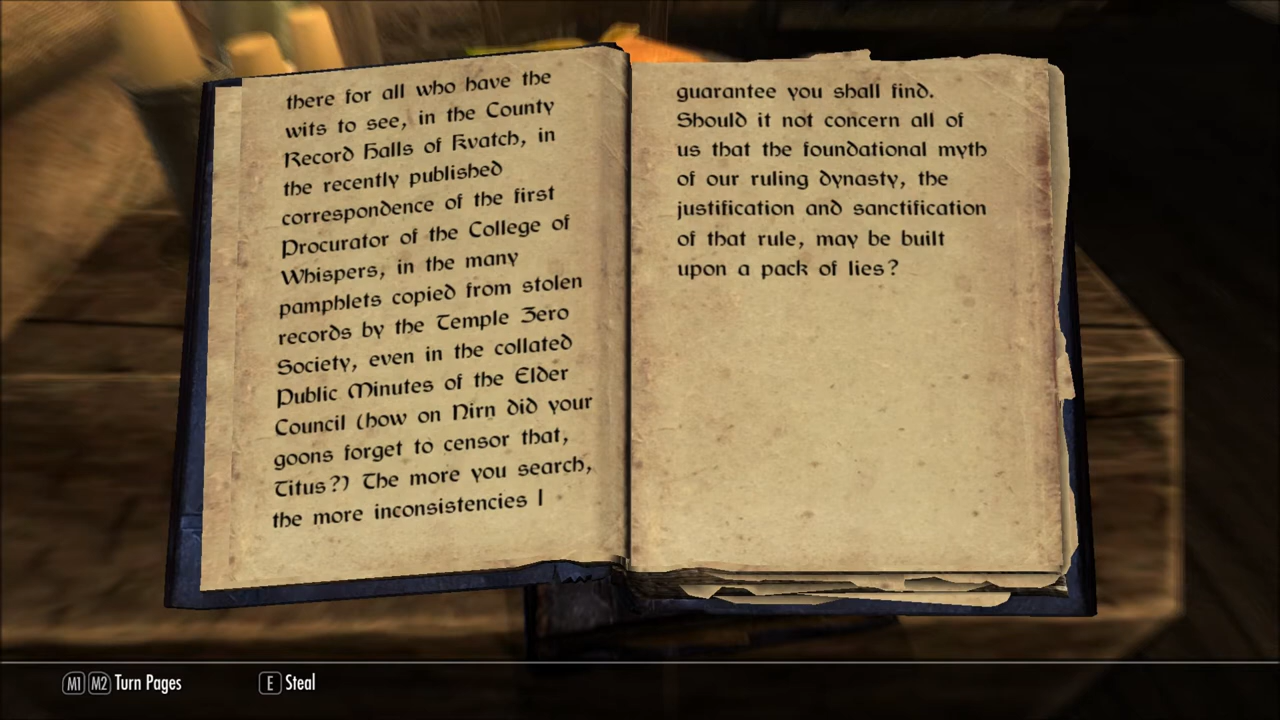 there for all who have the
wits to see, in the County
Record Halls of Kvatch, in
the recently published
correspondence of the first
Procurator of the College of
Whispers, in the many
pamphlets copied from stolen
records by the Temple Zero
Society, even in the collated
Public Minutes of the Elder
Council (how on Nirn did your
goons forget to censor that,
Titus?) The more you search,
the more inconsistencies I
guarantee you shall find.
Should it not concern all of
us that the foundational myth
of our ruling dynasty, the
justification and sanctification
of that rule, may be built
upon a pack of lies?
M1 M2 Turn Pages E Steal